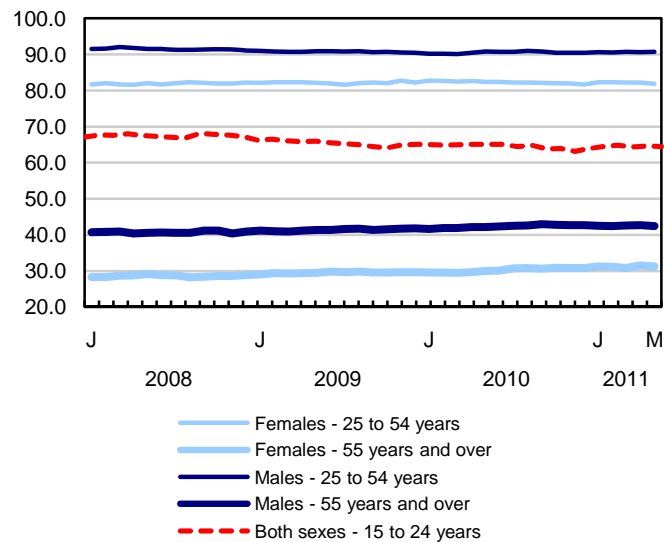 100.0
90.0
80.0
70.0
60.0
50.0
40.0
30.0
20.0
J J J J M
2008 2009 2010 2011
Females - 25 to 54 years
Females - 55 years and over
Males - 25 to 54 years
Males - 55 years and over
Both sexes - 15 to 24 years